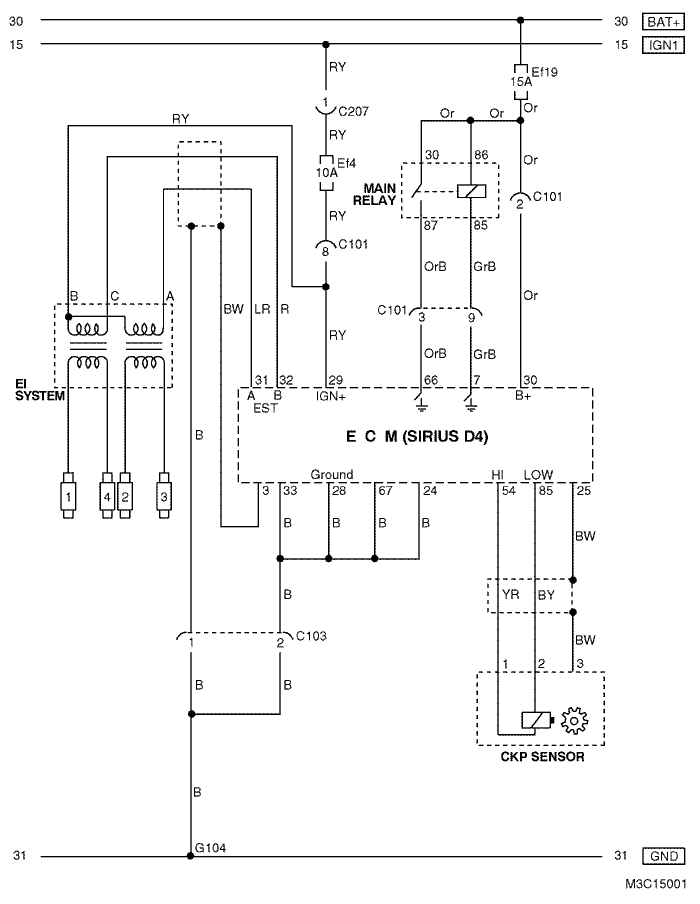 30 30 BAT+
15 15 IGN1
RY Ef19
15A
1 C207 Or
RY Or Or
RY Ef4 30 86 Or
10A
MAIN
RELAY C101
2
RY 87 85
C101
8
OrB GrB
B C A Or
BW LR R C101 3 9
RY
OrB GrB
EI
SYSTEM 31 32 29 66 7 30
A B IGN+ B+
EST
B E C M (SIRIUS D4)
Ground HI LOW
3 33 28 67 24 54 85 25
1 4 2 3
B B B B BW
B YR BY
C103
1 2 BW
1 2 3
B B
CKP SENSOR
B
G104
31 31 GND
M3C15001